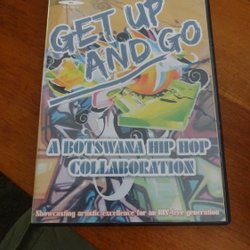 GET UP
AND GO
A BOTSWANA HIP HOP
COLLABORATION
Showcasing artistic excellence for an HIV-free generation